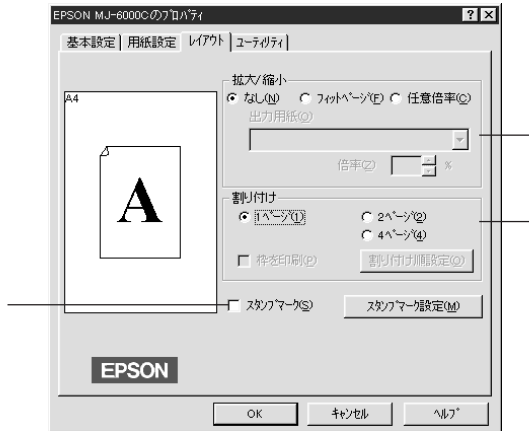 EPSON MJ-6000Cのﾌﾟﾛﾊﾟﾃｨ
基本設定 用紙設定 ﾚｲｱｳﾄ ﾕｰﾃｨﾘﾃｨ
A4
A
拡大/縮小
なし(N) ﾌｨｯﾄﾍﾟｰｼﾞ(F) 任意倍率(C)
出力用紙(O)
倍率(Z) %
割り付け
1ﾍﾟｰｼﾞ(1) 2ﾍﾟｰｼﾞ(2)
4ﾍﾟｰｼﾞ(4)
枠を印刷(P) 割り付け順設定(O)
ｽﾀﾝﾌﾟﾏｰｸ(S) ｽﾀﾝﾌﾟﾏｰｸ設定(M)
EPSON
OK ｷｬﾝｾﾙ ﾍﾙﾌﾟ